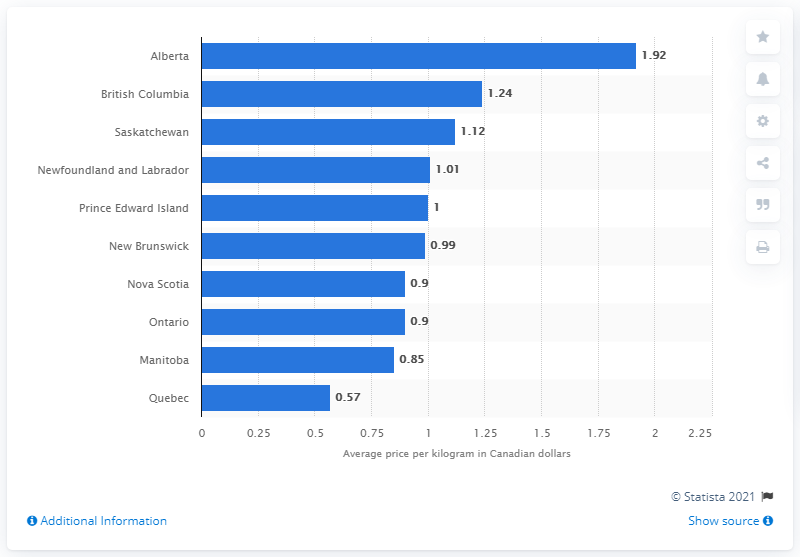 Alberta 1.92
British Columbia 1.24
Saskatchewan 1.12
Newfoundland and Labrador 1.01
Prince Edward Island 1
New Brunswick 0.99
Nova Scotia 0.9
Ontario 0.9
Manitoba 0.85
Quebec 0.57
0 0.25 0.5 0.75 1 1.25 1.5 1.75 2 2.25
Average price per kilogram in Canadian dollars
© Statista 2021
Additional Information Show source